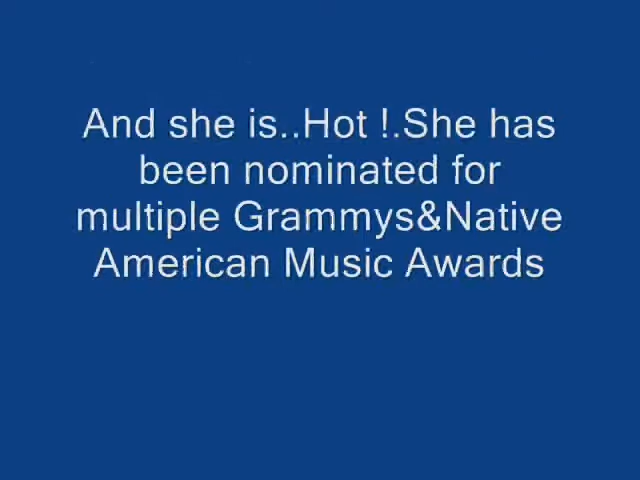 And she is..Hot !.She has
been nominated for
multiple Grammys&Native
American Music Awards